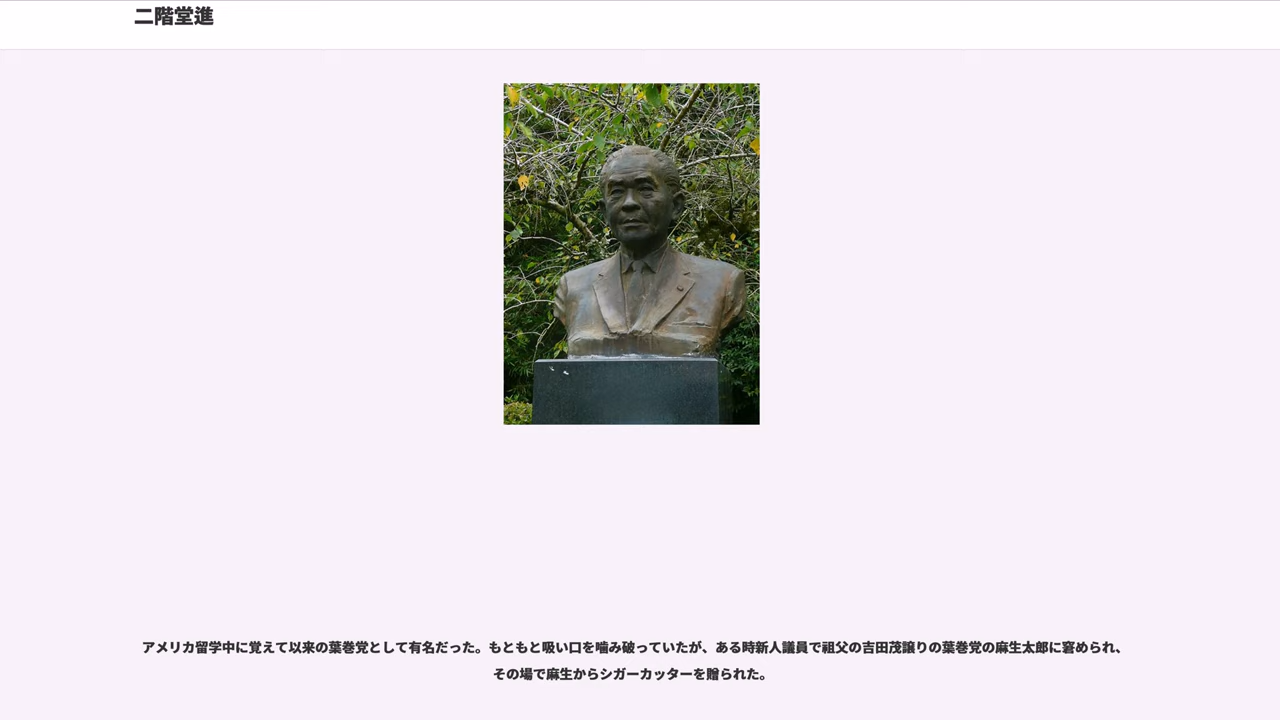 二階堂進
アメリカ留学中に覚えて以来の葉巻党として有名だった。もともと吸い口を噛み破っていたが、ある時新人議員で祖父の吉田茂譲りの葉巻党の麻生太郎に窘められ、
その場で麻生からシガーカッターを贈られた。